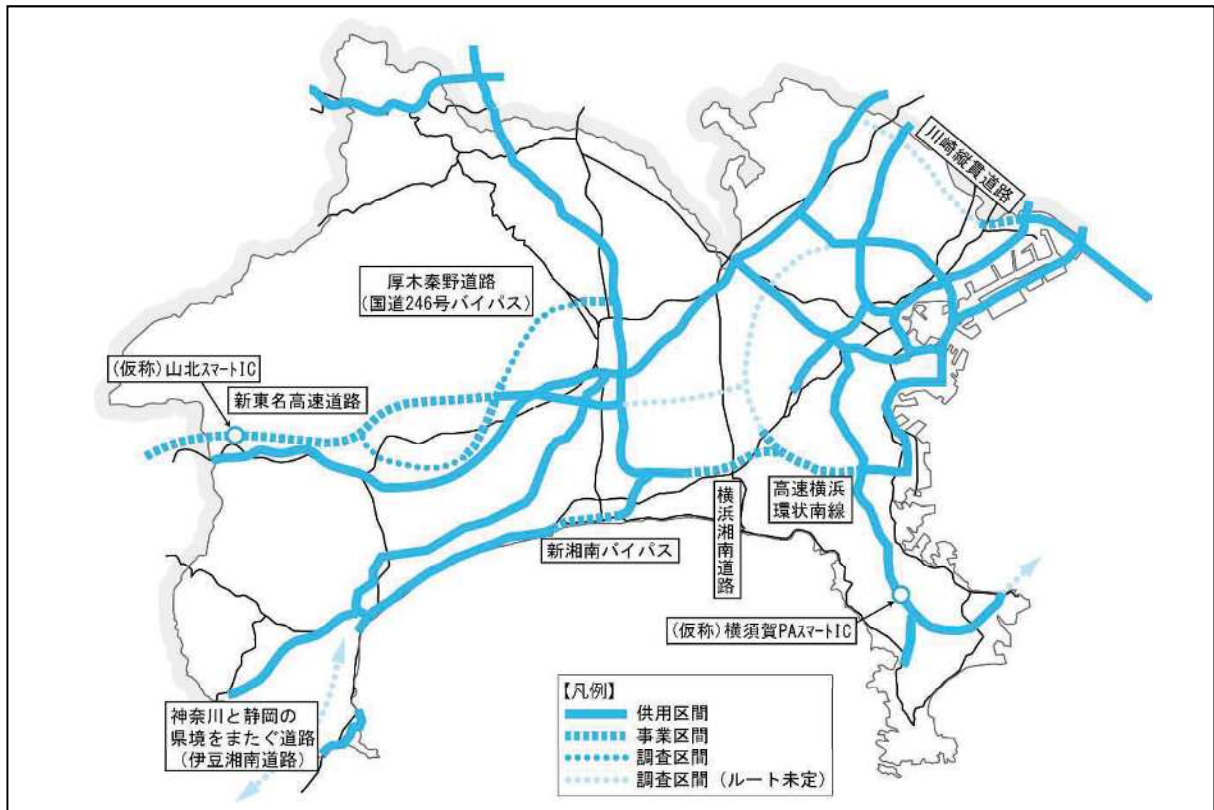 川崎縦貫道路
厚木秦野道路
(国道246号バイパス)
(仮称)山北スマートIC
新東名高速道路
高速横浜
環状南線
横浜湘南道路
新湘南バイパス
(仮称)横須賀PAスマートIC
神奈川と静岡の
県境をまたぐ道路
(伊豆湘南道路)
【凡例】
供用区間
事業区間
調査区間
調査区間（ルート未定）